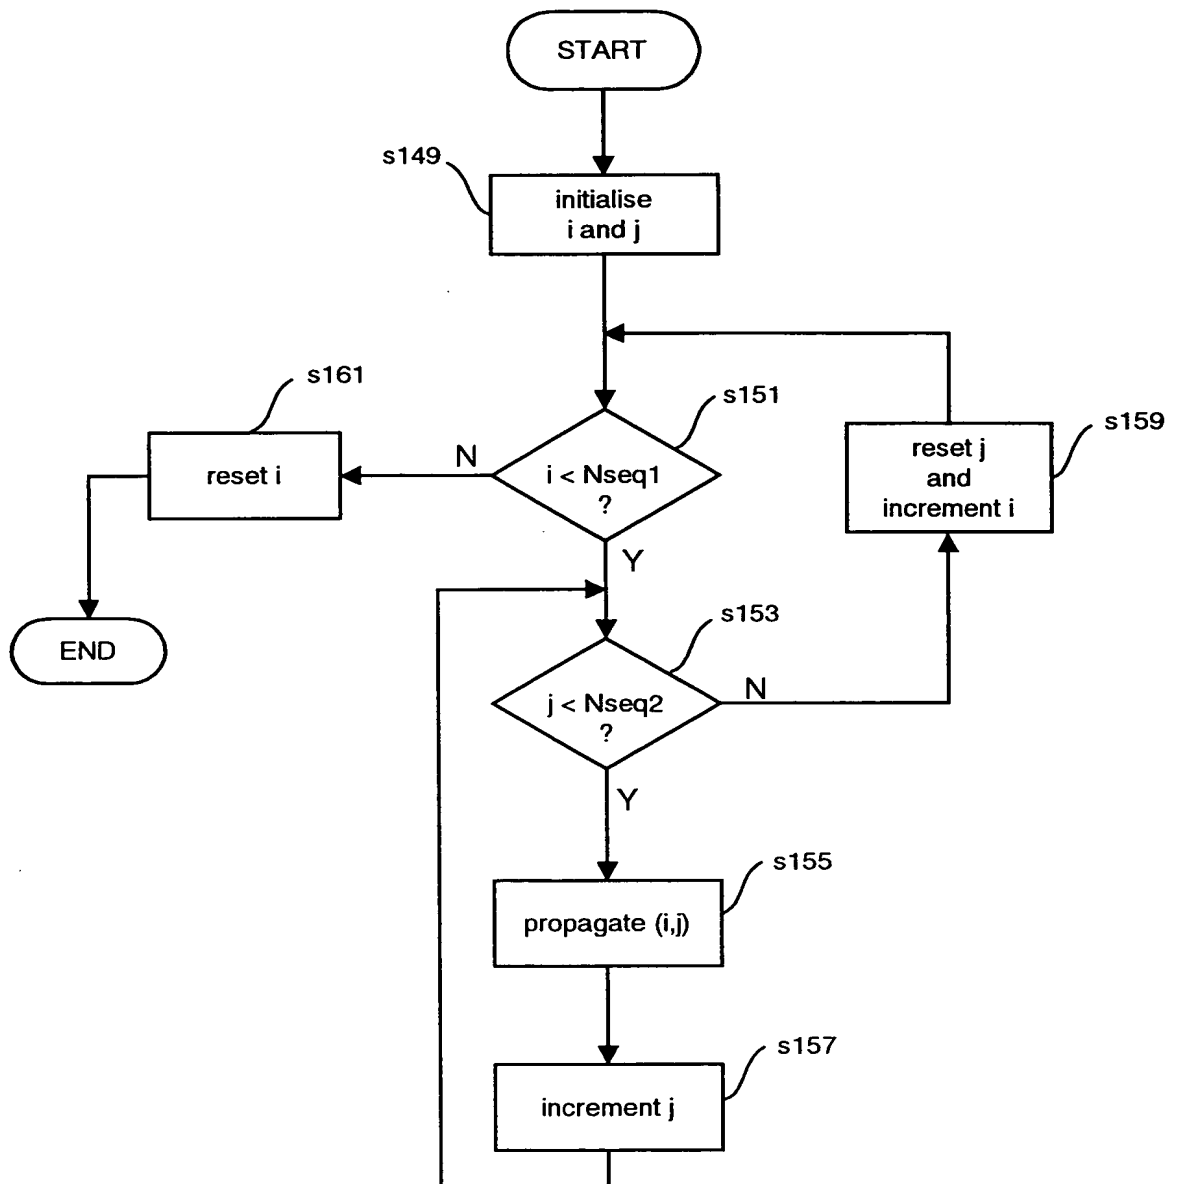 START
s149
initialise
i and j
s161
s151
s159
reset i
N
i < Nseq1
?
reset j
and
increment i
Y
END
s153
j < Nseq2
?
N
Y
s155
propagate (i,j)
s157
increment j